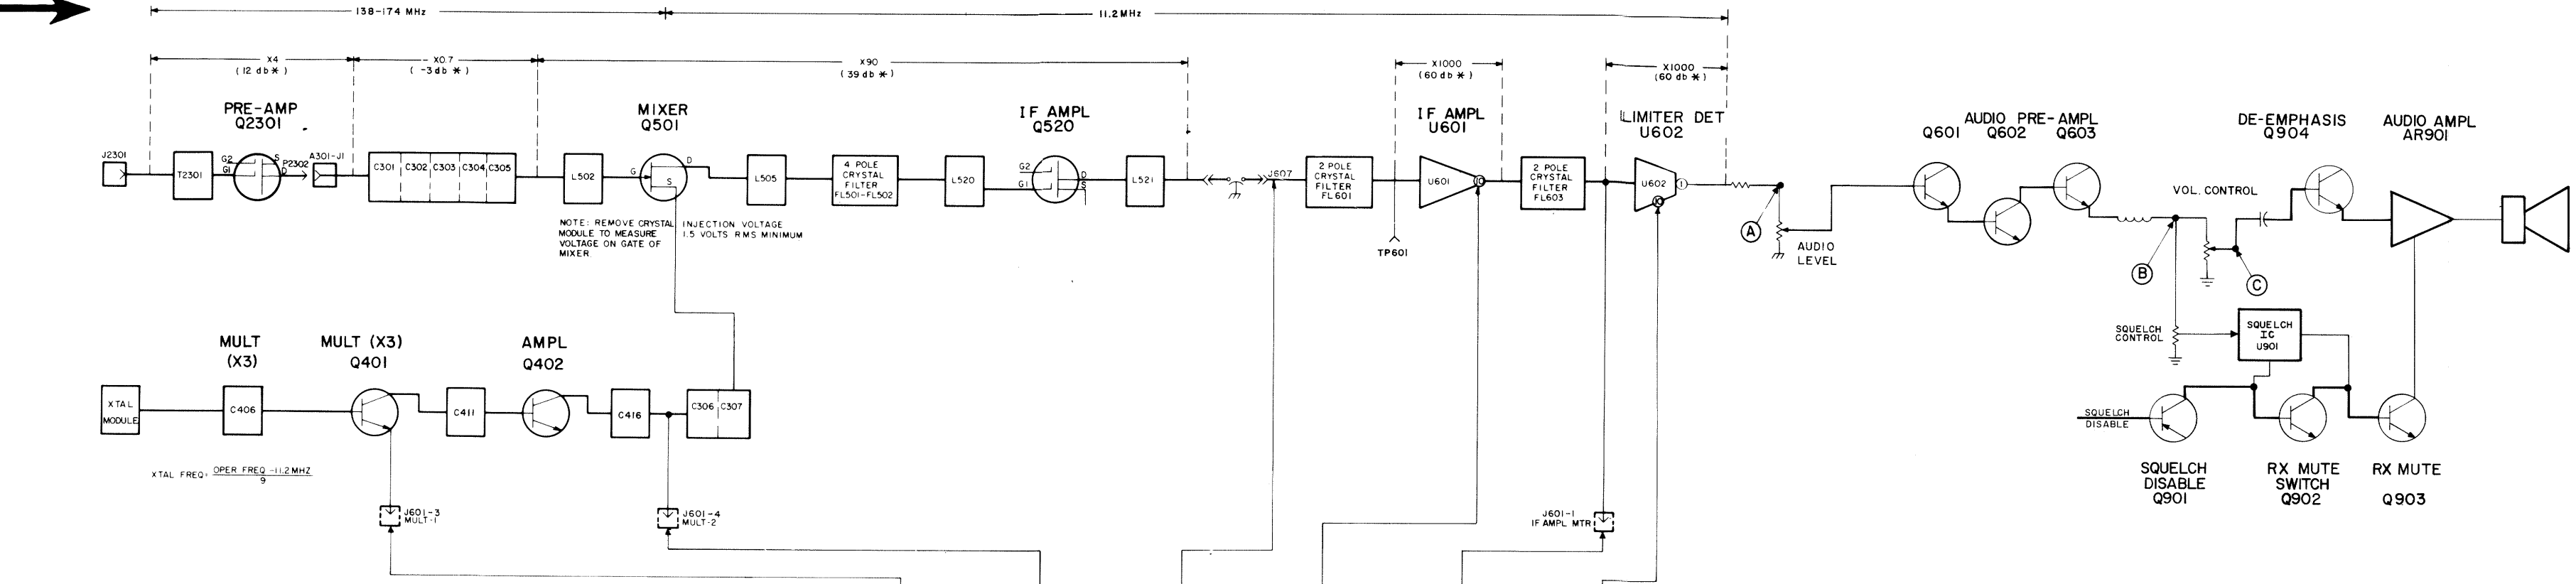 138-174 MHz
11.2 MHz
X4
(12 db*)
X0.7
(-3 db*)
X90
(39 db*)
X1000
(60 db*)
X1000
(60 db*)
PRE-AMP
Q2301
MIXER
Q501
IF AMPL
Q520
IF AMPL
U601
LIMITER DET
U602
AUDIO PRE-AMPL
Q601 Q602 Q603
DE-EMPHASIS
Q904
AUDIO AMPL
AR901
J2301
T2301
G2
G1
S
D
P2302
A301-J1
C301 C302 C303 C304 C305
L502
G
D
S
L505
4 POLE
CRYSTAL
FILTER
FL501-FL502
L520
G2
G1
D
S
L521
J607
2 POLE
CRYSTAL
FILTER
FL601
U601
10
2 POLE
CRYSTAL
FILTER
FL603
U602
1
10
TP601
A
AUDIO
LEVEL
VOL. CONTROL
B
C
NOTE: REMOVE CRYSTAL
MODULE TO MEASURE
VOLTAGE ON GATE OF
MIXER.
INJECTION VOLTAGE
1.5 VOLTS RMS MINIMUM
SQUELCH
CONTROL
SQUELCH
IC
U901
MULT
(X3)
MULT (X3)
Q401
AMPL
Q402
XTAL
MODULE
C406
C411
C416
C306 C307
SQUELCH
DISABLE
XTAL FREQ= OPER FREQ -11.2 MHZ
9
SQUELCH
DISABLE
Q901
RX MUTE
SWITCH
Q902
RX MUTE
Q903
J601-3
MULT-1
J601-4
MULT-2
J601-1
IF AMPL MTR